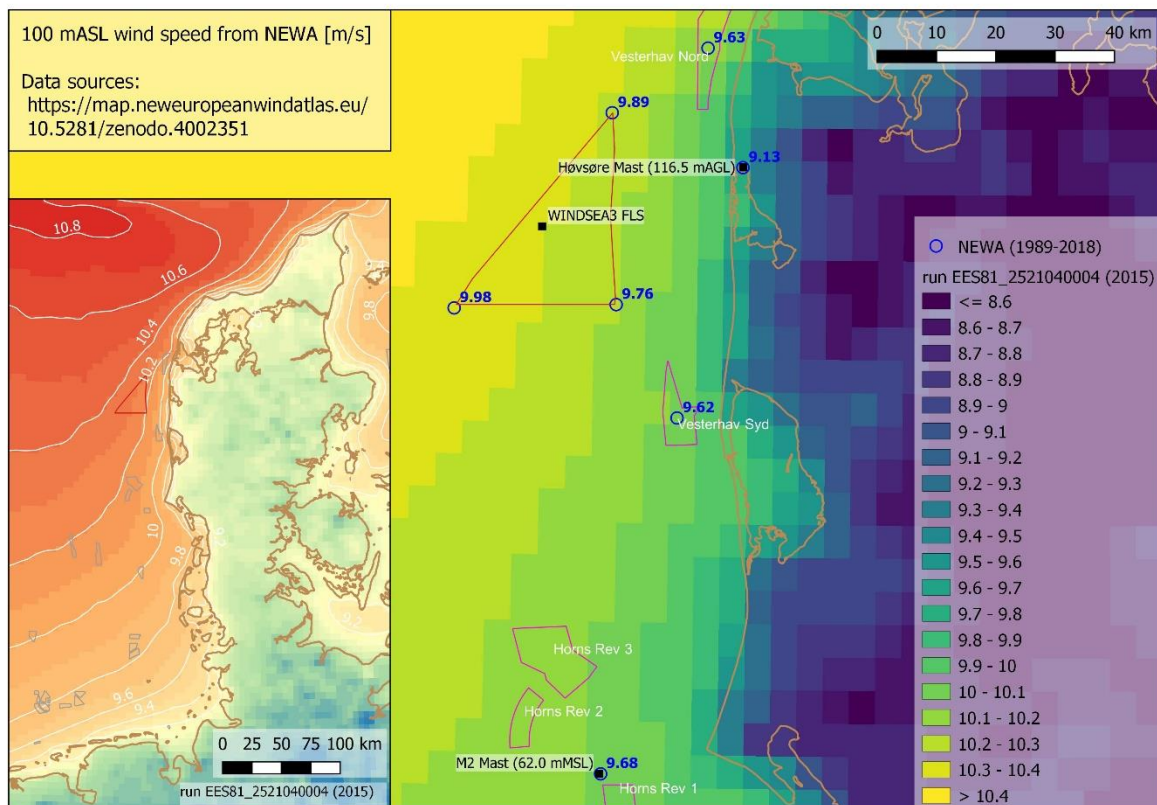 100 mASL wind speed from NEWA [m/s]
Data sources:
https://map.neweuropeanwindatlas.eu/
10.5281/zenodo.4002351
9.63
Vesterhav Nord
0 10 20 30 40 km
9.89
Høvsøre Mast (116.5 mAGL)
9.13
WINDSEA3 FLS
9.98
9.76
9.62
Vesterhav Syd
Horns Rev 3
Horns Rev 2
M2 Mast (62.0 mMSL)
9.68
Horns Rev 1
NEWA (1989-2018)
run EES81_2521040004 (2015)
<= 8.6
8.6 - 8.7
8.7 - 8.8
8.8 - 8.9
8.9 - 9
9 - 9.1
9.1 - 9.2
9.2 - 9.3
9.3 - 9.4
9.4 - 9.5
9.5 - 9.6
9.6 - 9.7
9.7 - 9.8
9.8 - 9.9
9.9 - 10
10 - 10.1
10.1 - 10.2
10.2 - 10.3
10.3 - 10.4
> 10.4
10.8
10.6
10.4
10.2
9.8
10
9.8
9.2
9.6
9.4
0 25 50 75 100 km
run EES81_2521040004 (2015)